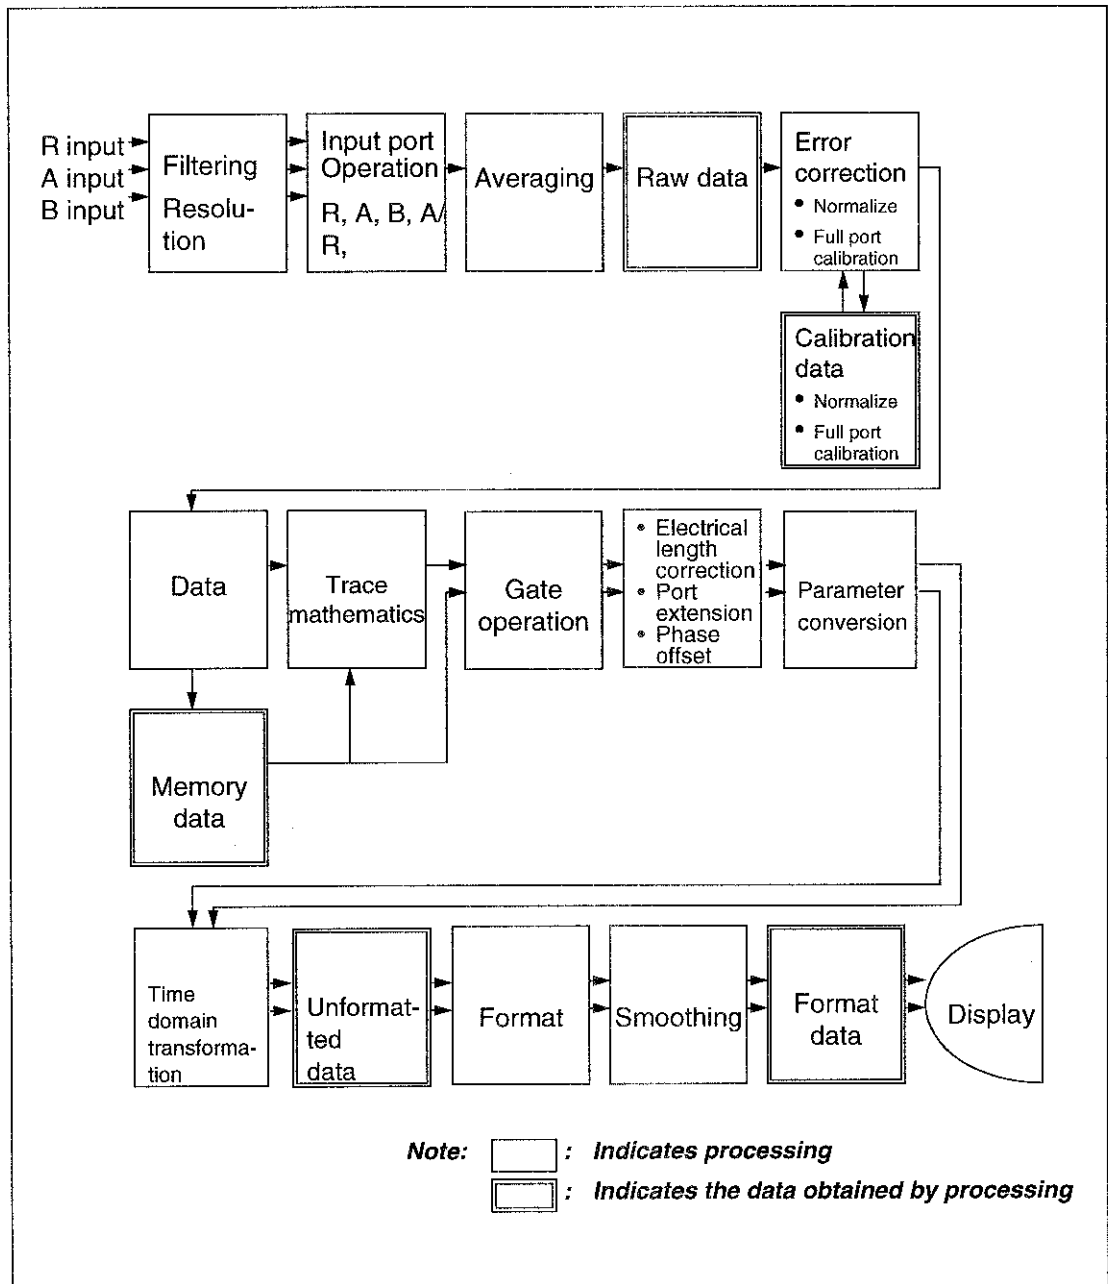 R input
A input
B input
Filtering
Resolu-
tion
Input port
Operation
R, A, B, A/
R,
Averaging
Raw data
Error
correction
• Normalize
• Full port
calibration
Calibration
data
• Normalize
• Full port
calibration
Data
Trace
mathematics
Gate
operation
• Electrical
length
correction
• Port
extension
• Phase
offset
Parameter
conversion
Memory
data
Time
domain
transforma-
tion
Unformat-
ted
data
Format
Smoothing
Format
data
Display
Note: : Indicates processing
: Indicates the data obtained by processing